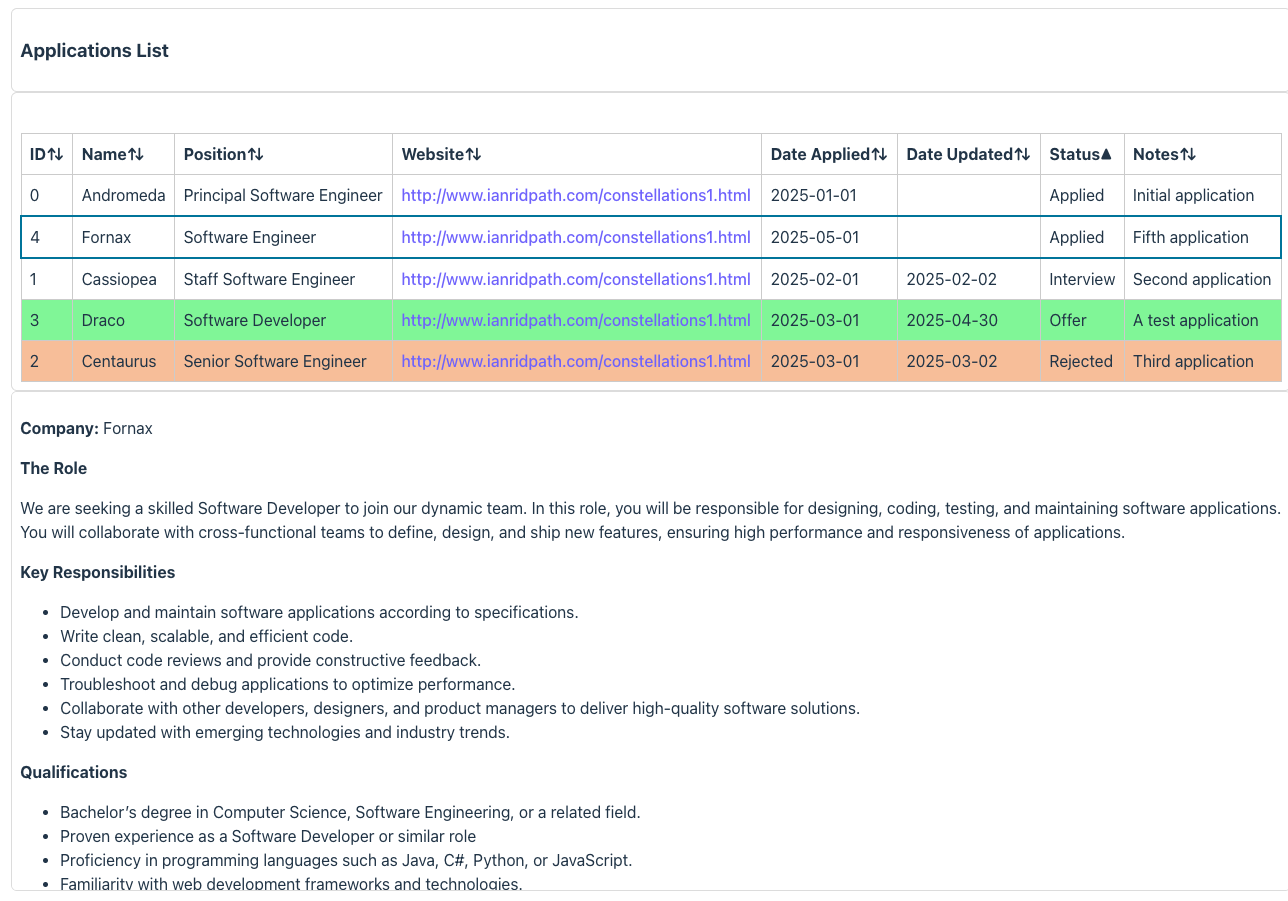 Applications List
ID⇅ Name⇅ Position⇅ Website⇅ Date Applied⇅ Date Updated⇅ Status▲ Notes⇅
0 Andromeda Principal Software Engineer http://www.ianridpath.com/constellations1.html 2025-01-01 Applied Initial application
4 Fornax Software Engineer http://www.ianridpath.com/constellations1.html 2025-05-01 Applied Fifth application
1 Cassiopea Staff Software Engineer http://www.ianridpath.com/constellations1.html 2025-02-01 2025-02-02 Interview Second application
3 Draco Software Developer http://www.ianridpath.com/constellations1.html 2025-03-01 2025-04-30 Offer A test application
2 Centaurus Senior Software Engineer http://www.ianridpath.com/constellations1.html 2025-03-01 2025-03-02 Rejected Third application
Company: Fornax
The Role
We are seeking a skilled Software Developer to join our dynamic team. In this role, you will be responsible for designing, coding, testing, and maintaining software applications.
You will collaborate with cross-functional teams to define, design, and ship new features, ensuring high performance and responsiveness of applications.
Key Responsibilities
• Develop and maintain software applications according to specifications.
• Write clean, scalable, and efficient code.
• Conduct code reviews and provide constructive feedback.
• Troubleshoot and debug applications to optimize performance.
• Collaborate with other developers, designers, and product managers to deliver high-quality software solutions.
• Stay updated with emerging technologies and industry trends.
Qualifications
• Bachelor’s degree in Computer Science, Software Engineering, or a related field.
• Proven experience as a Software Developer or similar role
• Proficiency in programming languages such as Java, C#, Python, or JavaScript.
• Familiarity with web development frameworks and technologies.